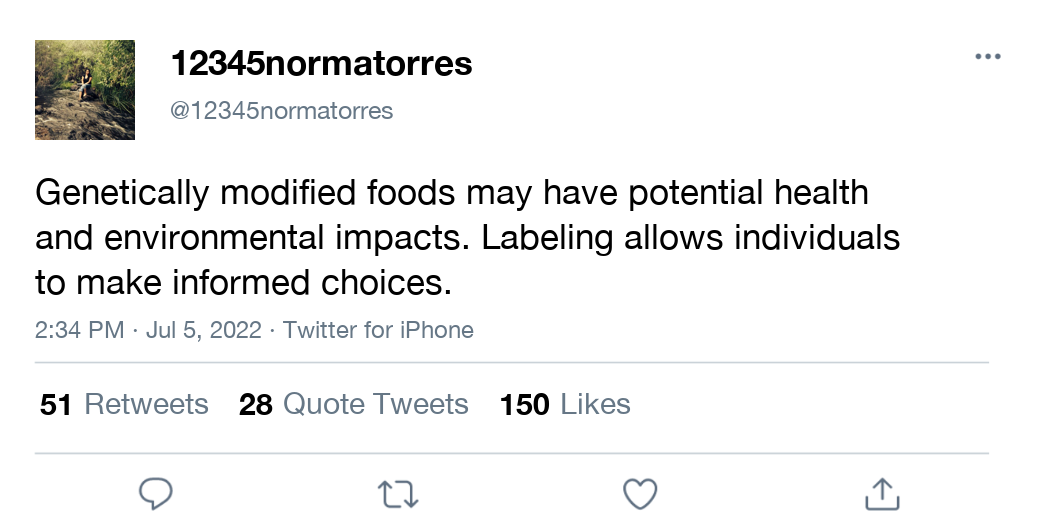 12345normatorres
@12345normatorres
Genetically modified foods may have potential health
and environmental impacts. Labeling allows individuals
to make informed choices.
2:34 PM · Jul 5, 2022 · Twitter for iPhone
51 Retweets 28 Quote Tweets 150 Likes